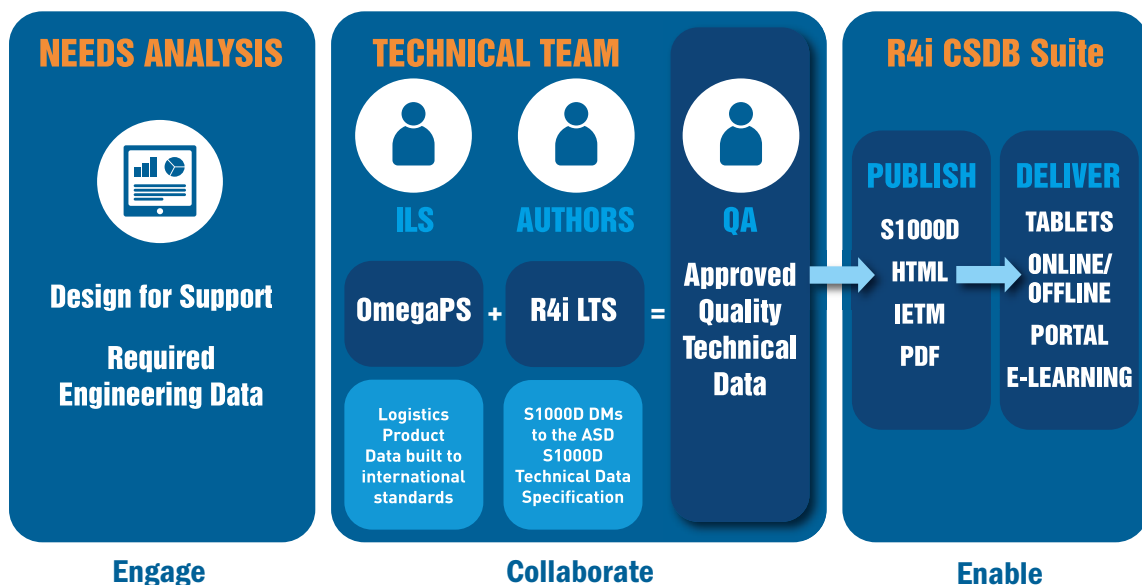 NEEDS ANALYSIS
Design for Support
Required
Engineering Data
Engage
TECHNICAL TEAM
ILS
AUTHORS
QA
OmegaPS
+
R4i LTS
=
Approved
Quality
Technical
Data
Logistics
Product
Data built to
international
standards
S1000D DMs
to the ASD
S1000D
Technical Data
Specification
Collaborate
R4i CSDB Suite
PUBLISH
S1000D
HTML
IETM
PDF
DELIVER
TABLETS
ONLINE/
OFFLINE
PORTAL
E-LEARNING
Enable